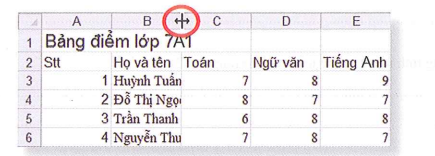 A B C D E
1 Bảng điểm lớp 7A1
2 Stt Họ và tên Toán Ngữ văn Tiếng Anh
3 1 Huỳnh Tuấn 7 8 9
4 2 Đỗ Thị Ngọ 8 7 7
5 3 Trần Thanh 6 8 8
6 4 Nguyễn Thu 7 8 7